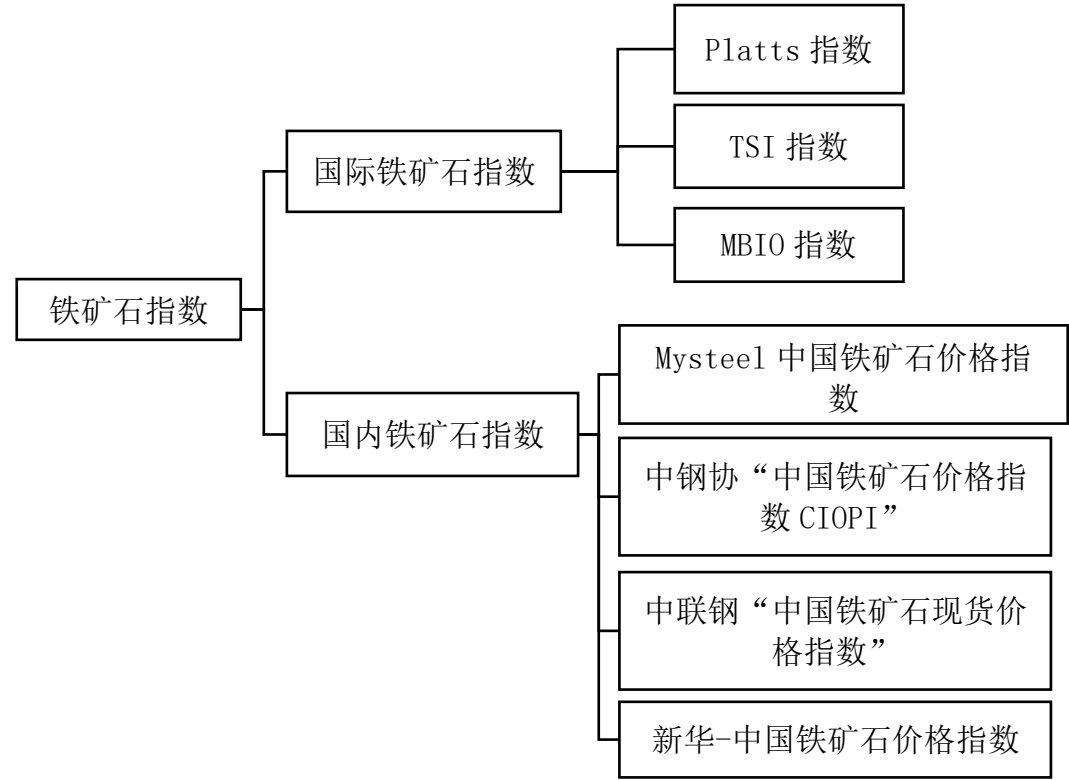 铁矿石指数
国际铁矿石指数
Platts 指数
TSI 指数
MBIO 指数
国内铁矿石指数
Mysteel 中国铁矿石价格指
数
中钢协“中国铁矿石价格指
数 CIOPI”
中联钢“中国铁矿石现货价
格指数”
新华-中国铁矿石价格指数